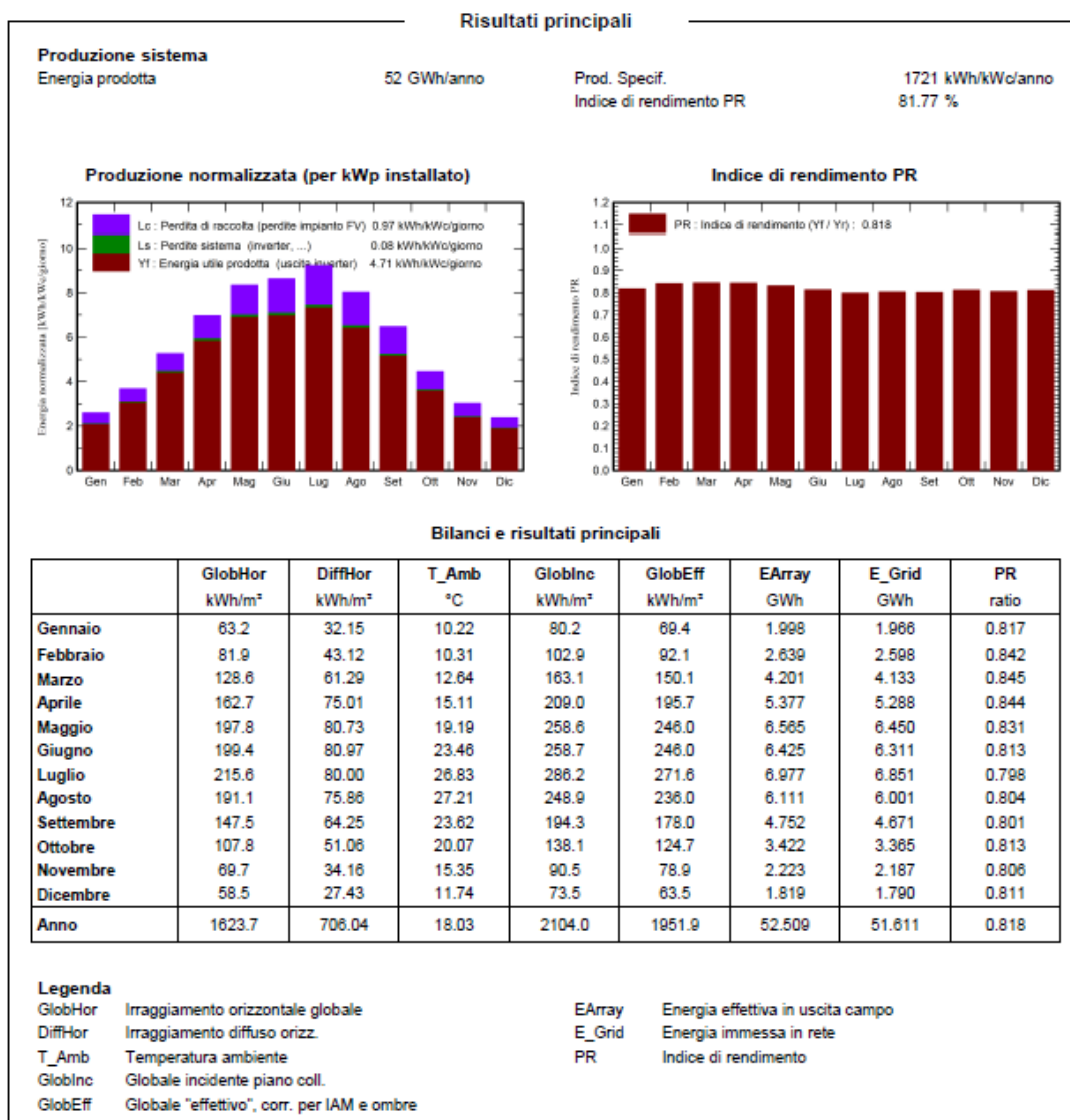 Risultati principali
Produzione sistema
Energia prodotta 52 GWh/anno Prod. Specif. 1721 kWh/kWc/anno
Indice di rendimento PR 81.77 %
Produzione normalizzata (per kWp installato)
12
10
8
6
4
2
0
Energia normalizzata [kWh/kWc/giorno]
Lc : Perdita di raccolta (perdite impianto FV) 0.97 kWh/kWc/giorno
Ls : Perdite sistema (inverter, ...) 0.08 kWh/kWc/giorno
Yf : Energia utile prodotta (uscita inverter) 4.71 kWh/kWc/giorno
Gen Feb Mar Apr Mag Giu Lug Ago Set Ott Nov Dic
Indice di rendimento PR
1.2
1.1
1.0
0.9
0.8
0.7
0.6
0.5
0.4
0.3
0.2
0.1
0.0
Indice di rendimento PR
PR : Indice di rendimento (Yf / Yr) : 0.818
Gen Feb Mar Apr Mag Giu Lug Ago Set Ott Nov Dic
Bilanci e risultati principali
GlobHor DiffHor T_Amb GlobInc GlobEff EArray E_Grid PR
kWh/m² kWh/m² °C kWh/m² kWh/m² GWh GWh ratio
Gennaio 63.2 32.15 10.22 80.2 69.4 1.998 1.966 0.817
Febbraio 81.9 43.12 10.31 102.9 92.1 2.639 2.598 0.842
Marzo 128.6 61.29 12.64 163.1 150.1 4.201 4.133 0.845
Aprile 162.7 75.01 15.11 209.0 195.7 5.377 5.288 0.844
Maggio 197.8 80.73 19.19 258.6 246.0 6.565 6.450 0.831
Giugno 199.4 80.97 23.46 258.7 246.0 6.425 6.311 0.813
Luglio 215.6 80.00 26.83 286.2 271.6 6.977 6.851 0.798
Agosto 191.1 75.86 27.21 248.9 236.0 6.111 6.001 0.804
Settembre 147.5 64.25 23.62 194.3 178.0 4.752 4.671 0.801
Ottobre 107.8 51.06 20.07 138.1 124.7 3.422 3.365 0.813
Novembre 69.7 34.16 15.35 90.5 78.9 2.223 2.187 0.806
Dicembre 58.5 27.43 11.74 73.5 63.5 1.819 1.790 0.811
Anno 1623.7 706.04 18.03 2104.0 1951.9 52.509 51.611 0.818
Legenda
GlobHor Irraggiamento orizzontale globale EArray Energia effettiva in uscita campo
DiffHor Irraggiamento diffuso orizz. E_Grid Energia immessa in rete
T_Amb Temperatura ambiente PR Indice di rendimento
GlobInc Globale incidente piano coll.
GlobEff Globale "effettivo", corr. per IAM e ombre